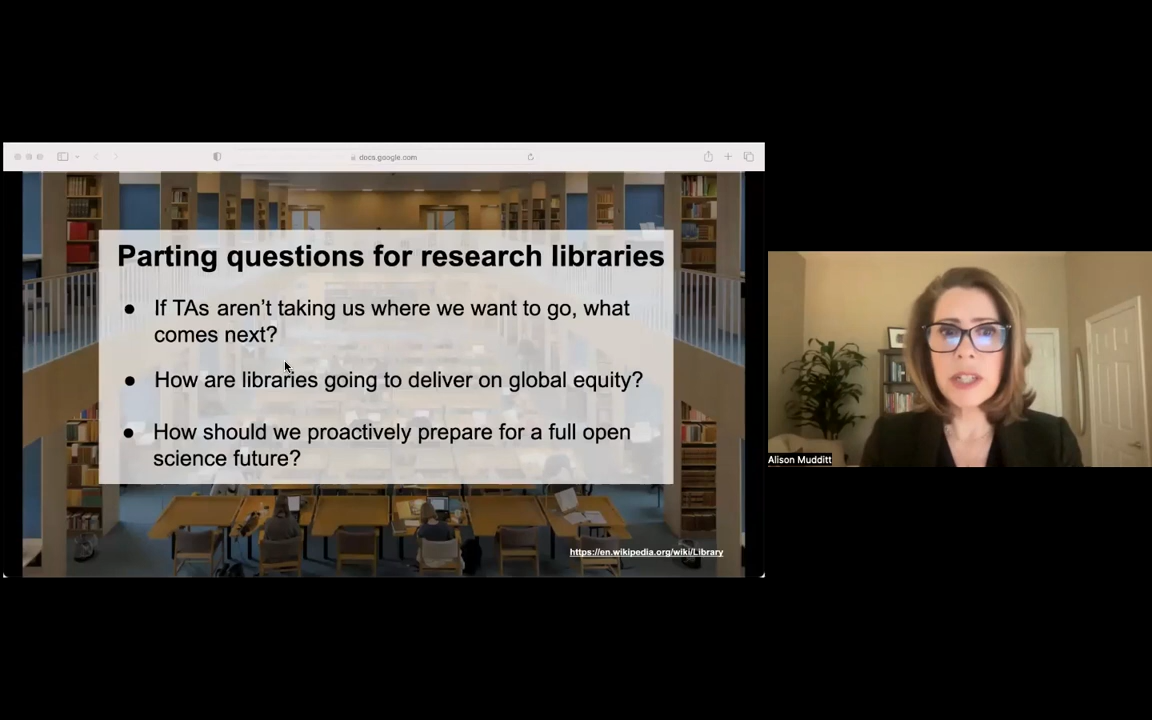 docs.google.com
Parting questions for research libraries
● If TAs aren't taking us where we want to go, what
comes next?
● How are libraries going to deliver on global equity?
● How should we proactively prepare for a full open
science future?
https://en.wikipedia.org/wiki/Library
Alison Mudditt